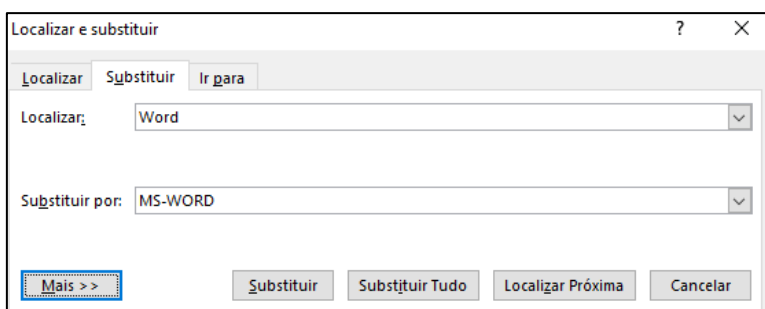 Localizar e substituir ? ×
Localizar Substituir Ir para
Localizar: Word
Substituir por: MS-WORD
Mais >> Substituir Substituir Tudo Localizar Próxima Cancelar